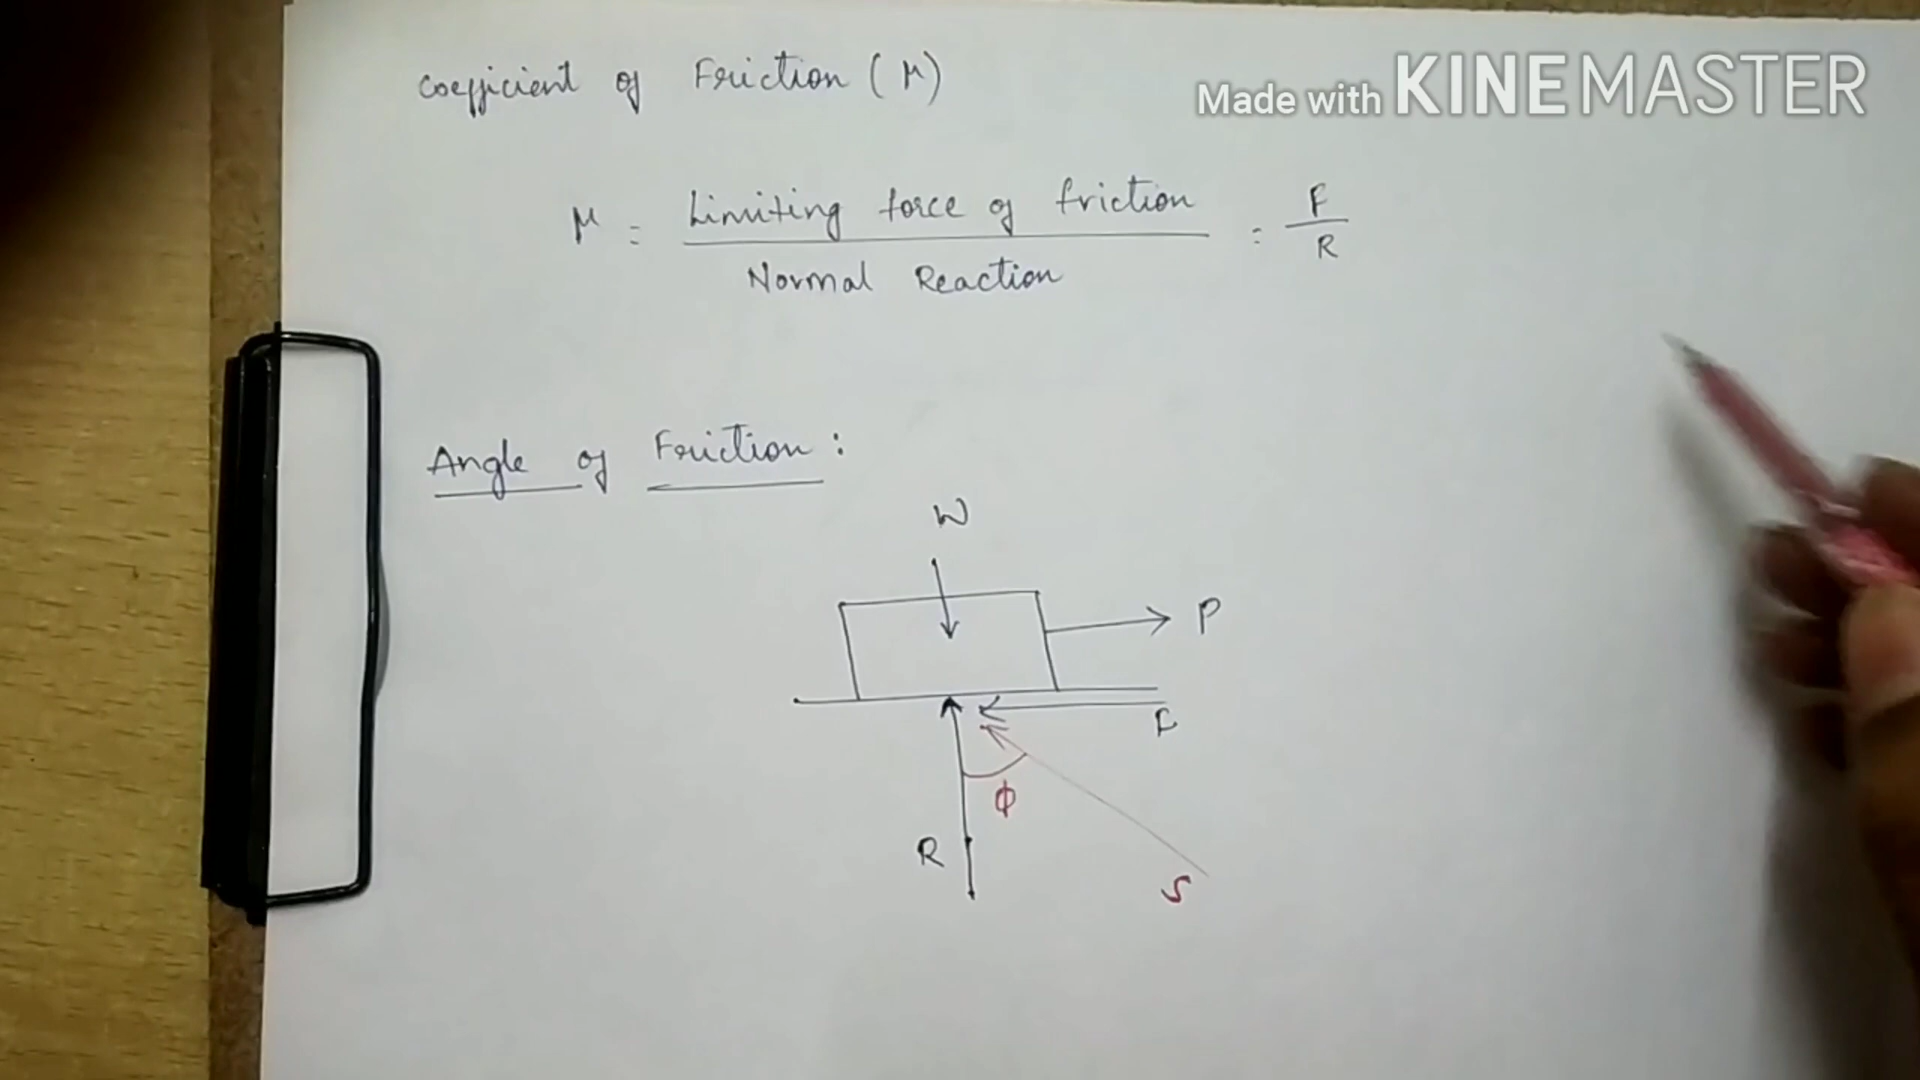 Coefficient of Friction (μ)
Made with KINEMASTER
μ = Limiting force of friction / Normal Reaction = F / R
Angle of Friction :
W
P
F
ϕ
R
S